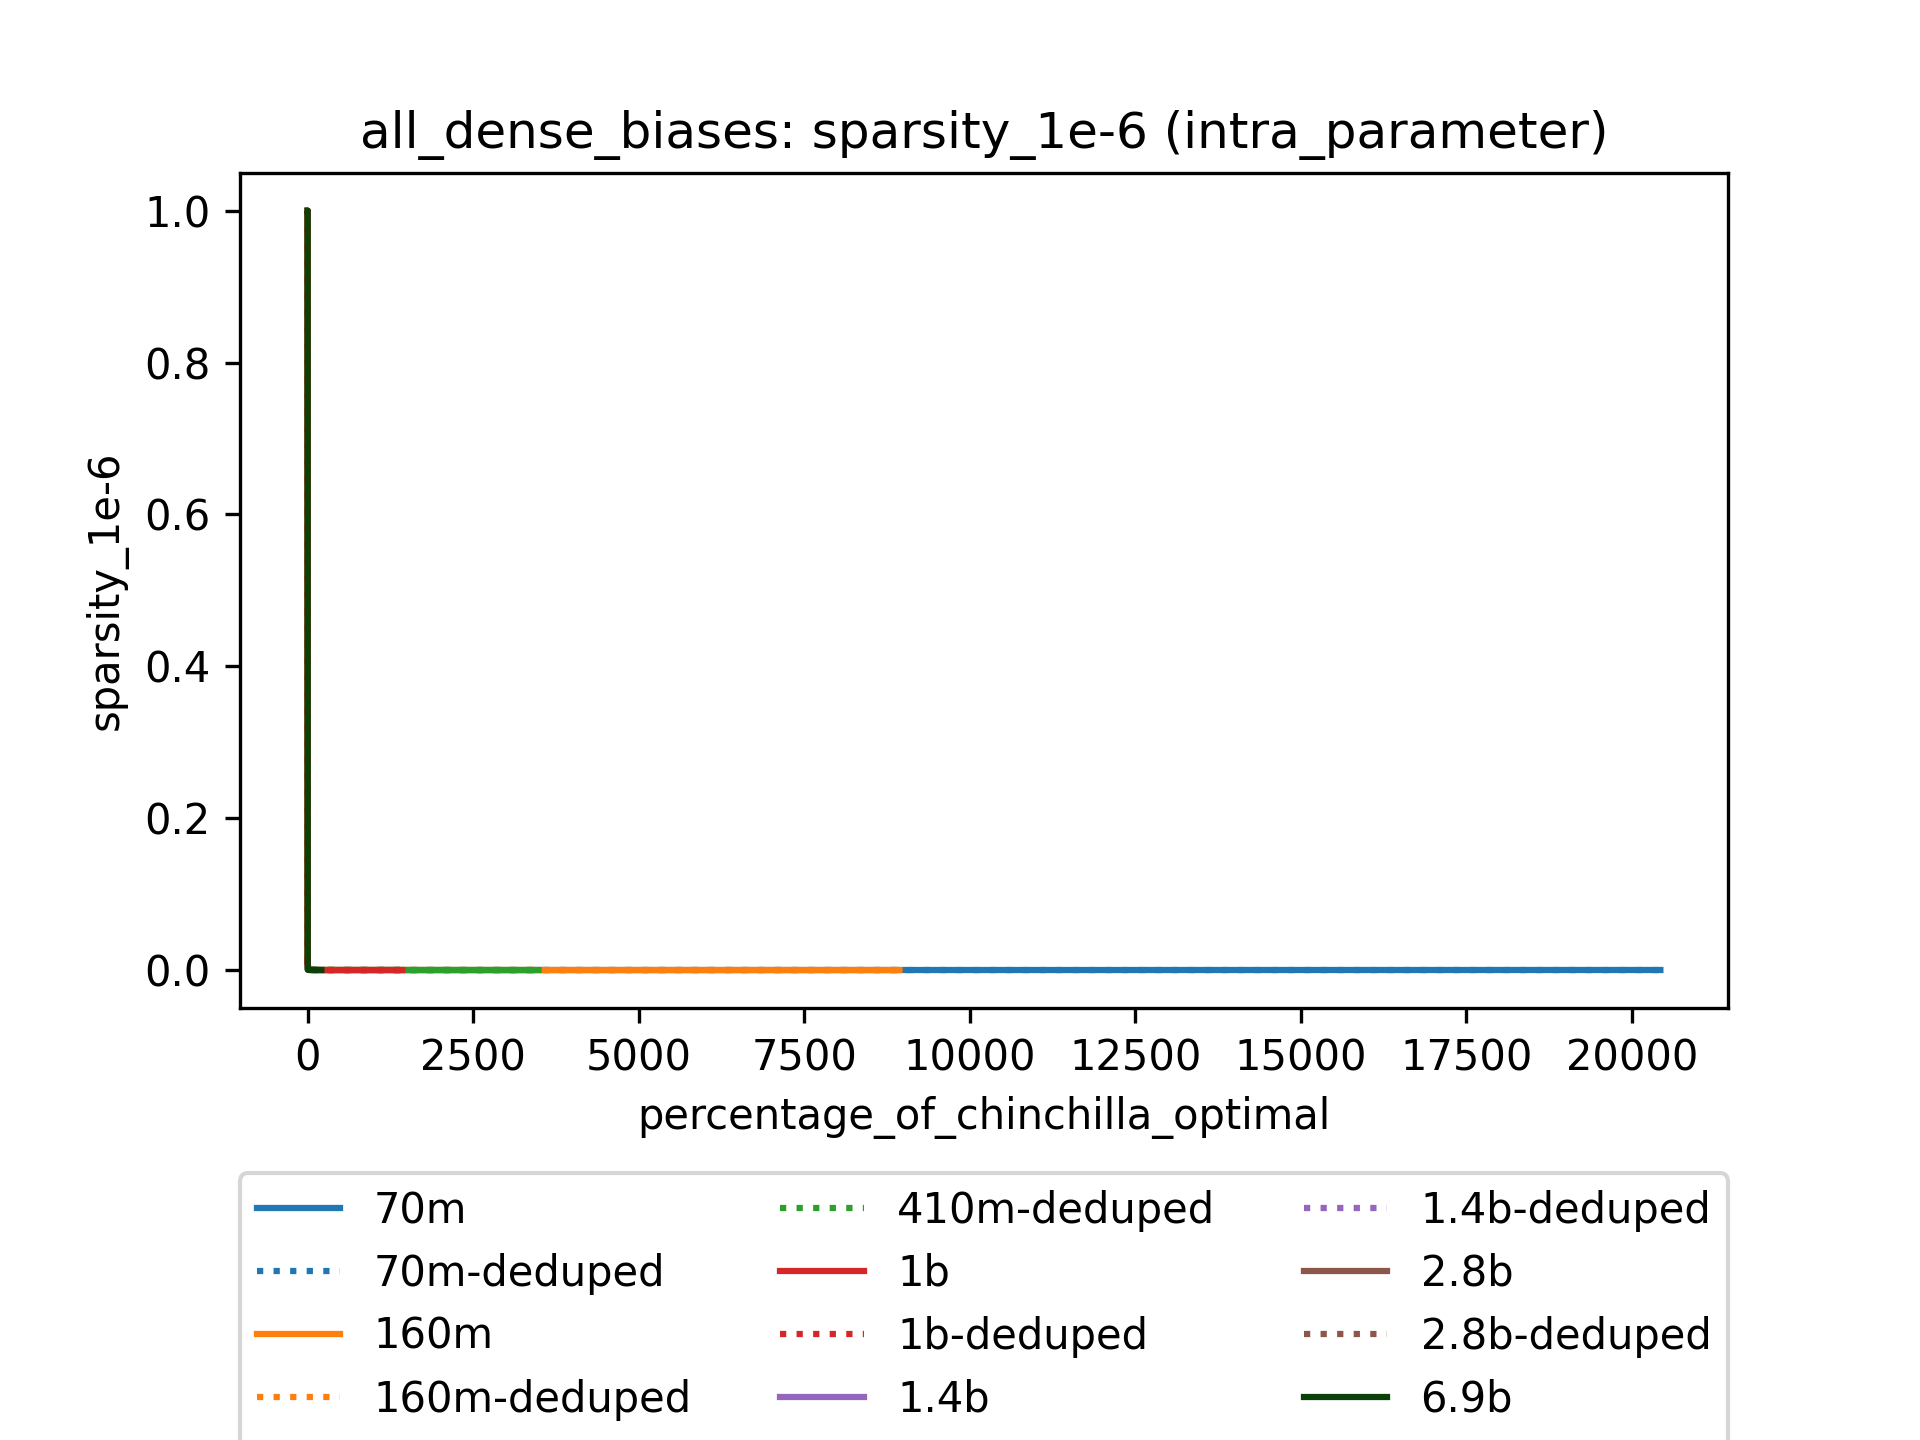 all_dense_biases: sparsity_1e-6 (intra_parameter)
1.0
0.8
0.6
0.4
0.2
0.0
sparsity_1e-6
0 2500 5000 7500 10000 12500 15000 17500 20000
percentage_of_chinchilla_optimal
70m
70m-deduped
160m
160m-deduped
410m-deduped
1b
1b-deduped
1.4b
1.4b-deduped
2.8b
2.8b-deduped
6.9b